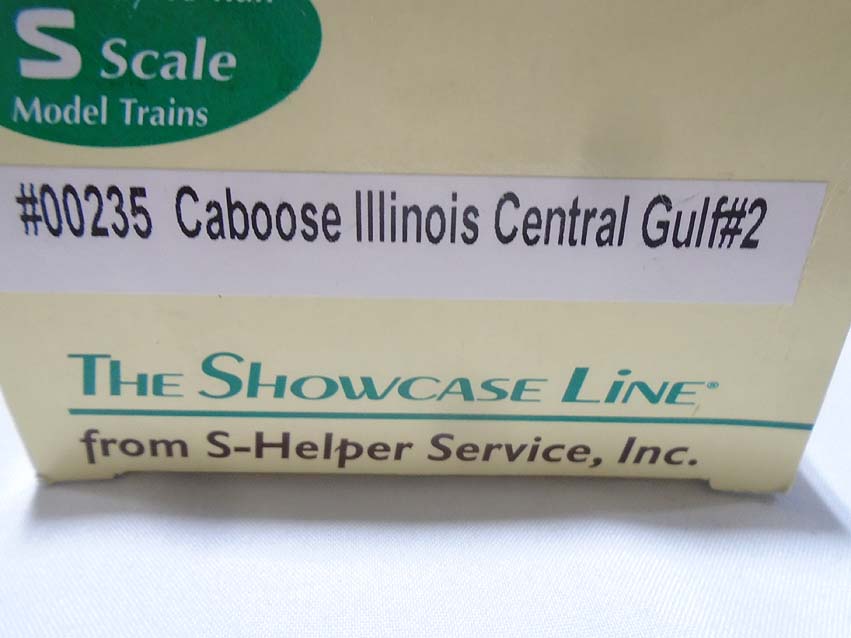 S Scale
Model Trains
#00235 Caboose Illinois Central Gulf#2
THE SHOWCASE LINE®
from S-Helper Service, Inc.